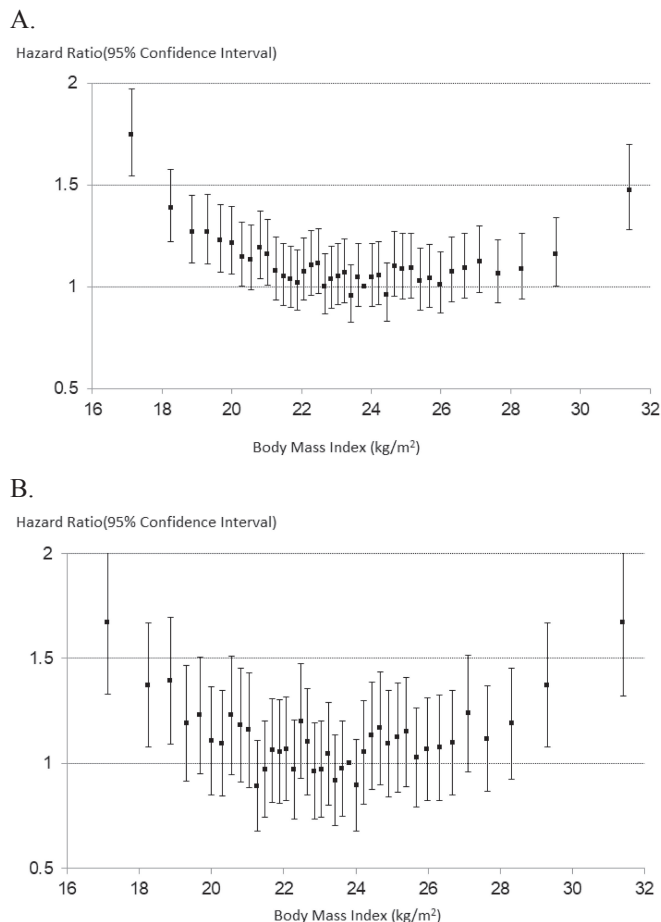 A.
Hazard Ratio(95% Confidence Interval)
2
1.5
1
0.5
16 18 20 22 24 26 28 30 32
Body Mass Index (kg/m²)
B.
Hazard Ratio(95% Confidence Interval)
2
1.5
1
0.5
16 18 20 22 24 26 28 30 32
Body Mass Index (kg/m²)